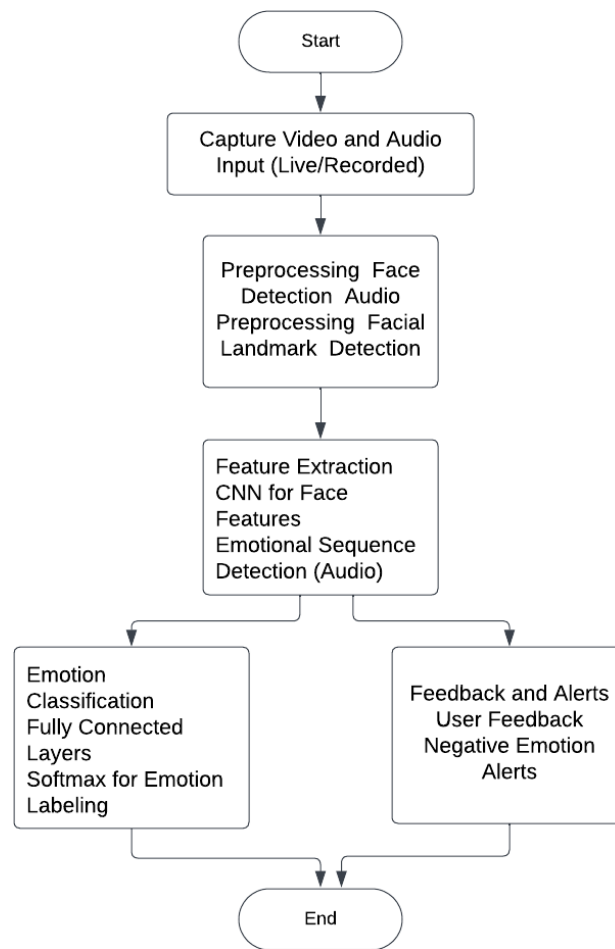 Start
Capture Video and Audio
Input (Live/Recorded)
Preprocessing Face
Detection Audio
Preprocessing Facial
Landmark Detection
Feature Extraction
CNN for Face
Features
Emotional Sequence
Detection (Audio)
Emotion
Classification
Fully Connected
Layers
Softmax for Emotion
Labeling
Feedback and Alerts
User Feedback
Negative Emotion
Alerts
End